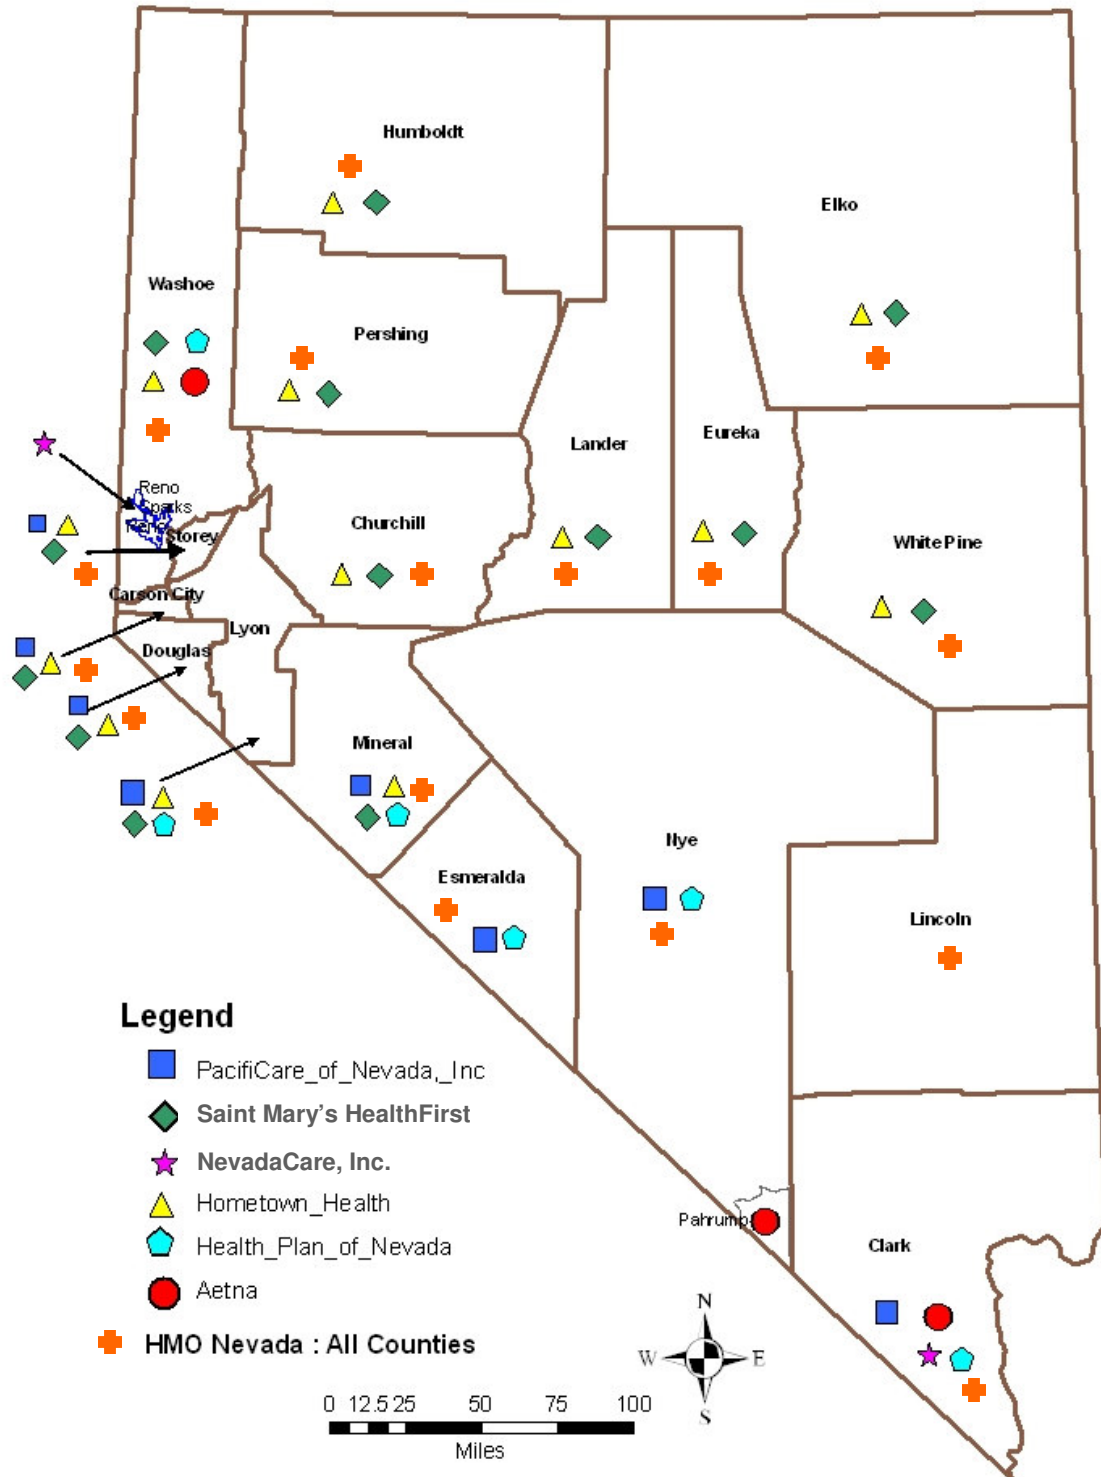 Humboldt
Elko
Washoe
Pershing
Lander
Eureka
Reno
Sparks
Reno
Storey
Churchill
White Pine
Carson City
Lyon
Douglas
Mineral
Nye
Esmeralda
Lincoln
Legend
PacifiCare_of_Nevada,_Inc
Saint Mary's HealthFirst
NevadaCare, Inc.
Hometown_Health
Health_Plan_of_Nevada
Aetna
HMO Nevada : All Counties
Pahrump
Clark
N
W
E
S
0 12.5 25 50 75 100
Miles